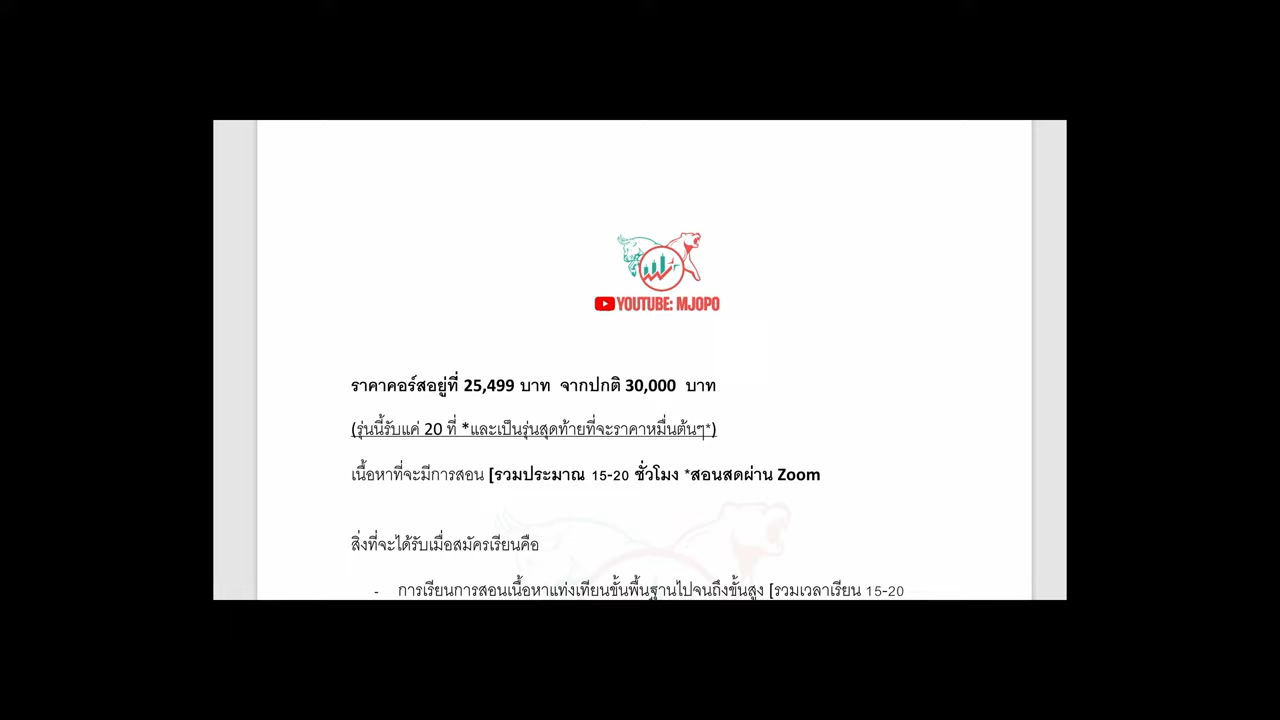 YOUTUBE: MJOPO
ราคาคอร์สอยู่ที่ 25,499 บาท จากปกติ 30,000 บาท
(รุ่นนี้รับแค่ 20 ที่ *และเป็นรุ่นสุดท้ายที่จะราคาหมื่นต้นๆ*)
เนื้อหาที่จะมีการสอน [รวมประมาณ 15-20 ชั่วโมง *สอนสดผ่าน Zoom
สิ่งที่จะได้รับเมื่อสมัครเรียนคือ
- การเรียนการสอนเนื้อหาแท่งเทียนขั้นพื้นฐานไปจนถึงขั้นสูง [รวมเวลาเรียน 15-20